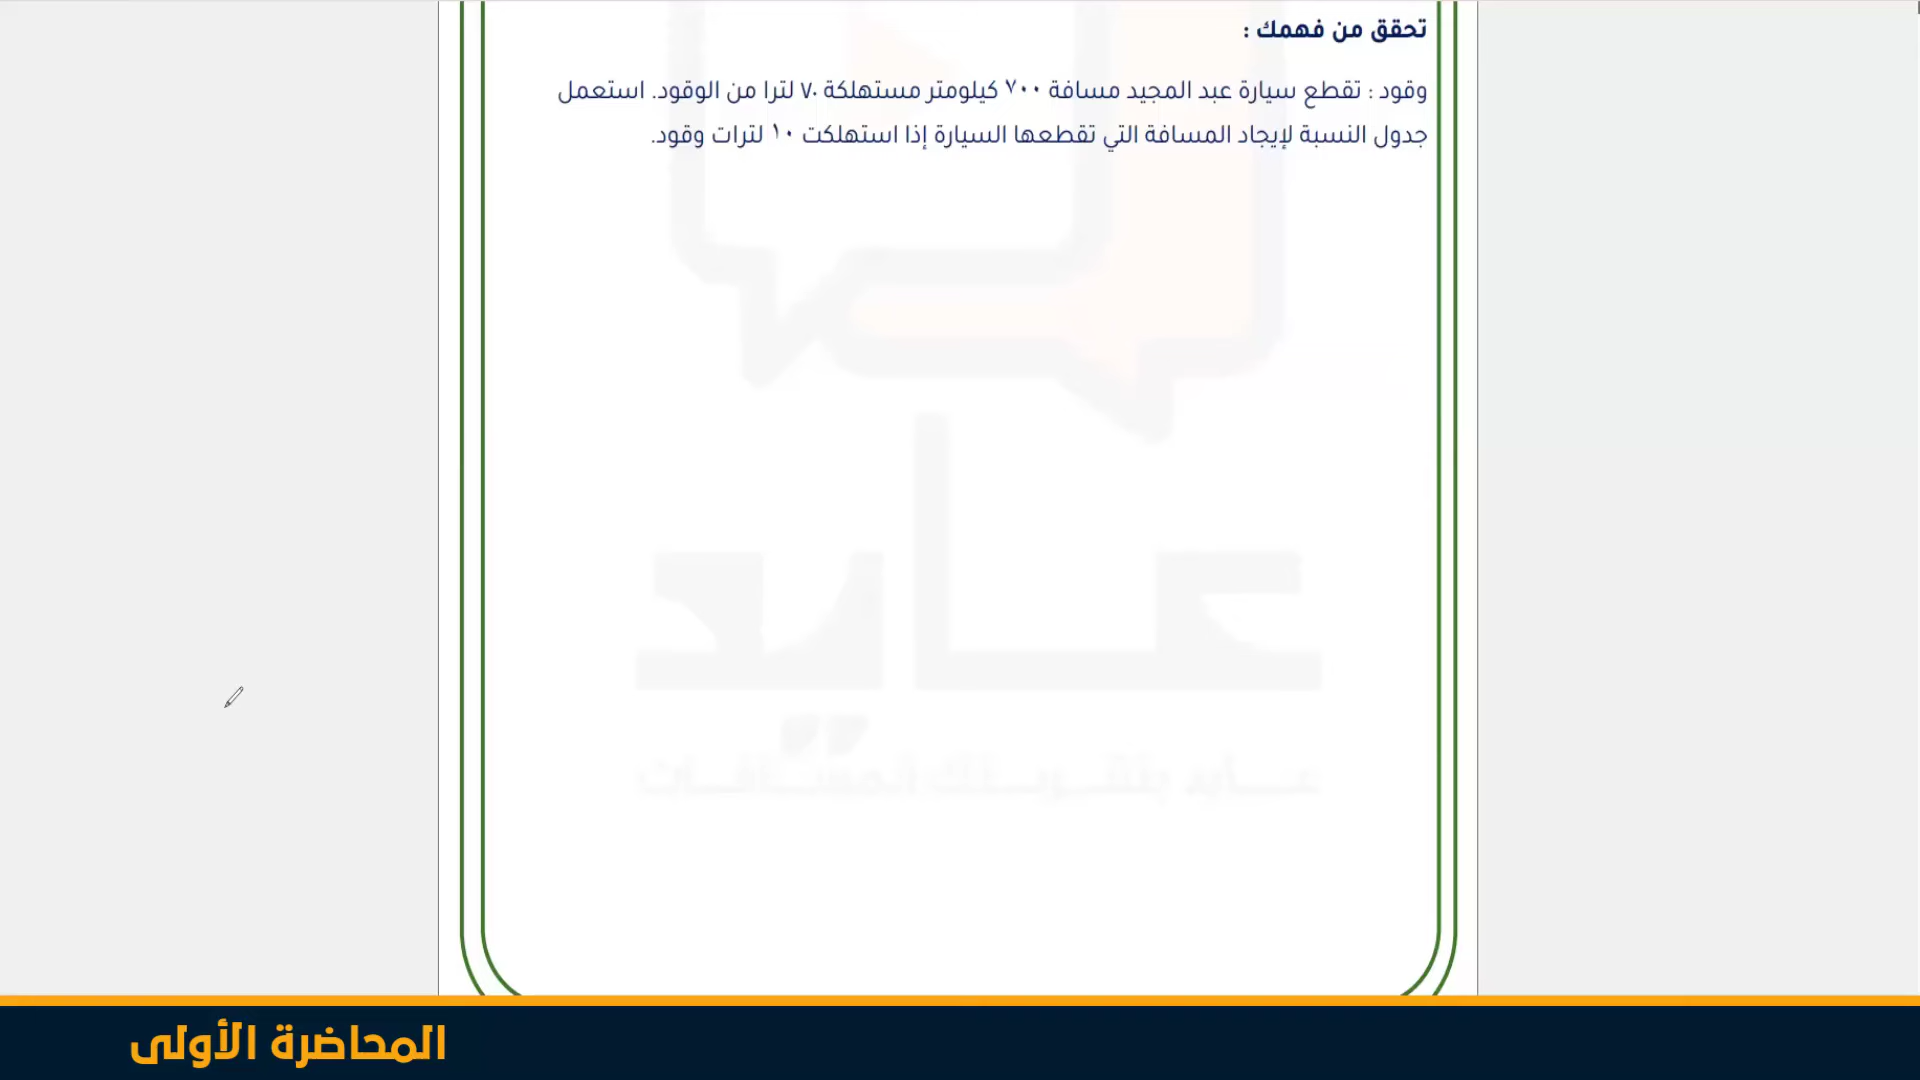 تحقق من فهمك :
وقود : تقطع سيارة عبد المجيد مسافة ٧٠٠ كيلومتر مستهلكة ٧٠ لترا من الوقود. استعمل
جدول النسبة لإيجاد المسافة التي تقطعها السيارة إذا استهلكت ١٠ لترات وقود.
عايد
المحاضرة الأولى